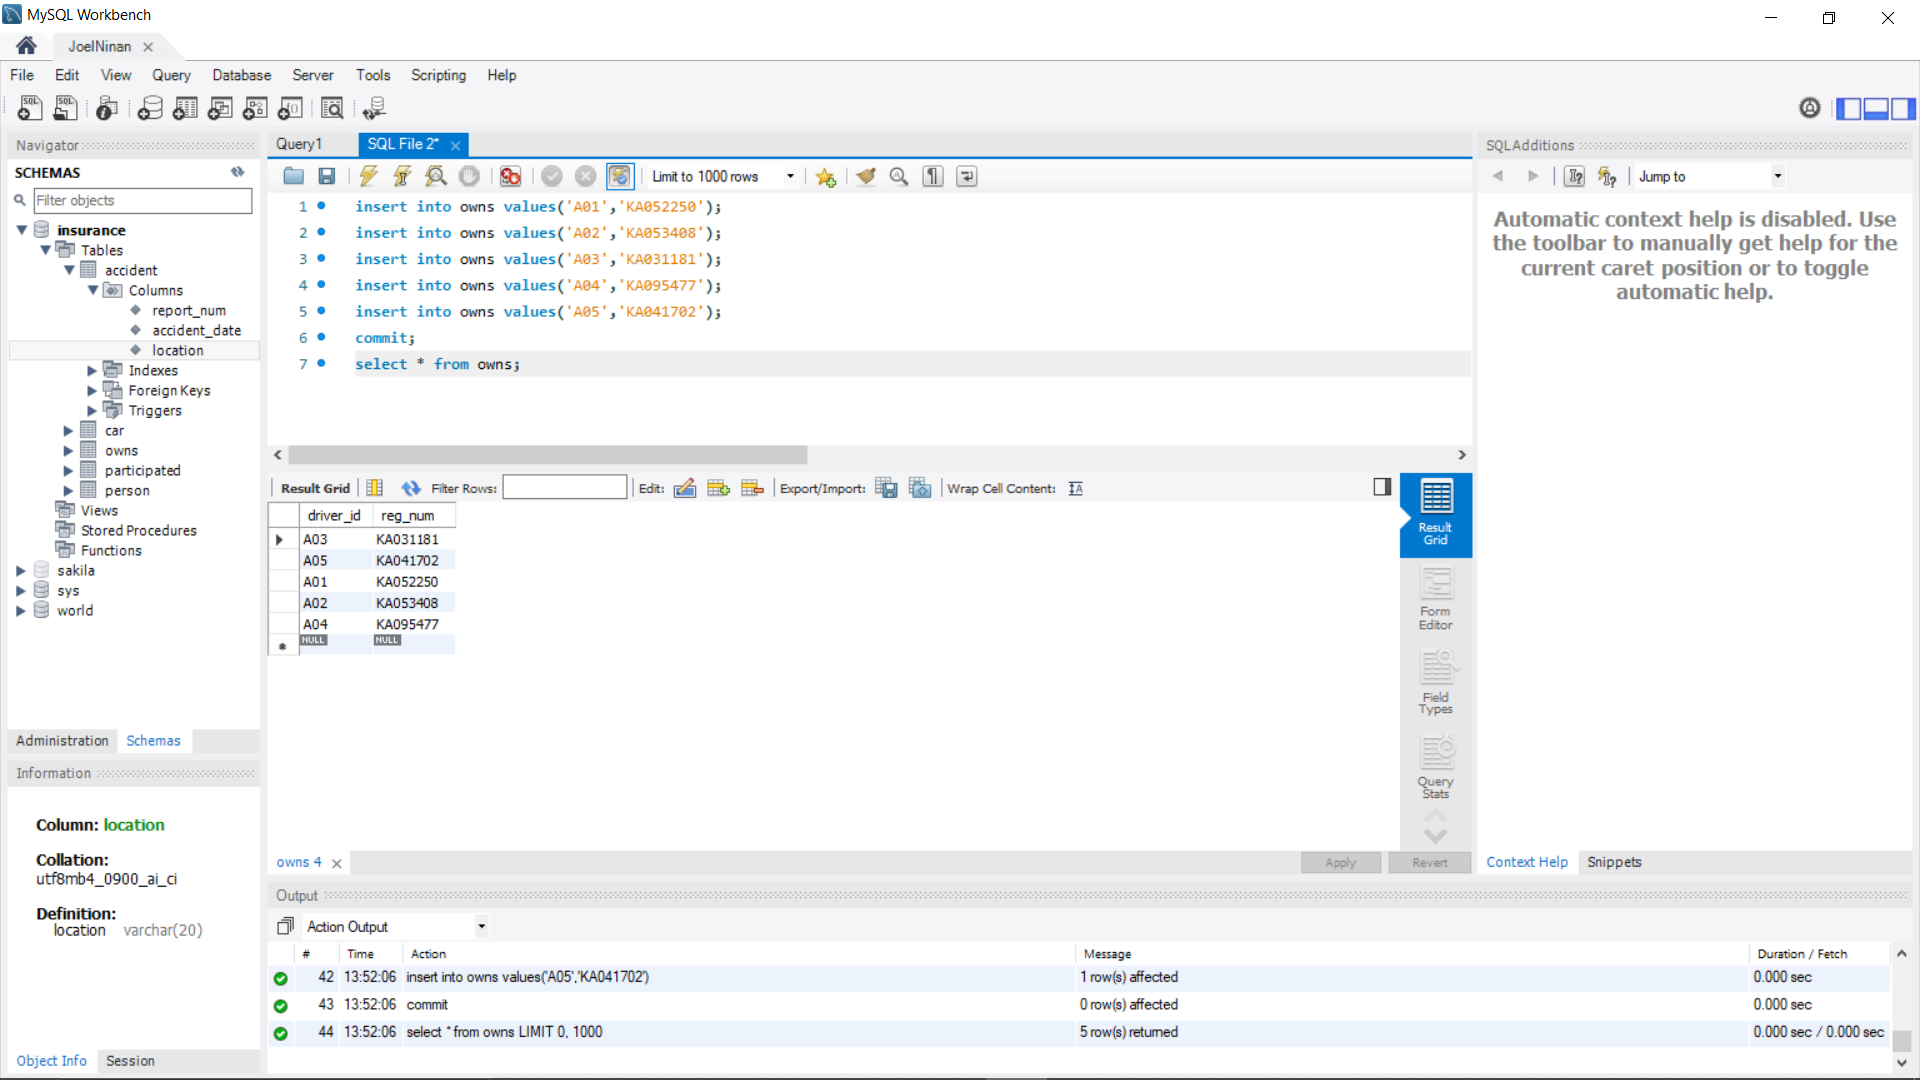 MySQL Workbench
JoelNinan
File Edit View Query Database Server Tools Scripting Help
Navigator
SCHEMAS
Filter objects
insurance
Tables
accident
Columns
report_num
accident_date
location
Indexes
Foreign Keys
Triggers
car
owns
participated
person
Views
Stored Procedures
Functions
sakila
sys
world
Administration Schemas
Information
Column: location
Collation:
utf8mb4_0900_ai_ci
Definition:
location varchar(20)
Object Info Session
Query1 SQL File 2*
Limit to 1000 rows
1 insert into owns values('A01','KA052250');
2 insert into owns values('A02','KA053408');
3 insert into owns values('A03','KA031181');
4 insert into owns values('A04','KA095477');
5 insert into owns values('A05','KA041702');
6 commit;
7 select * from owns;
Result Grid Filter Rows: Edit: Export/Import: Wrap Cell Content:
driver_id reg_num
A03 KA031181
A05 KA041702
A01 KA052250
A02 KA053408
A04 KA095477
NULL NULL
Result
Grid
Form
Editor
Field
Types
Query
Stats
owns 4
Apply Revert
SQLAdditions
Jump to
Automatic context help is disabled. Use
the toolbar to manually get help for the
current caret position or to toggle
automatic help.
Context Help Snippets
Output
Action Output
# Time Action Message Duration / Fetch
42 13:52:06 insert into owns values('A05','KA041702') 1 row(s) affected 0.000 sec
43 13:52:06 commit 0 row(s) affected 0.000 sec
44 13:52:06 select * from owns LIMIT 0, 1000 5 row(s) returned 0.000 sec / 0.000 sec